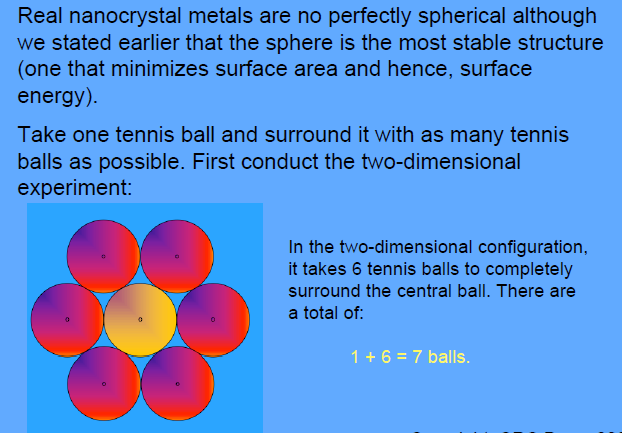 Real nanocrystal metals are no perfectly spherical although
we stated earlier that the sphere is the most stable structure
(one that minimizes surface area and hence, surface
energy).
Take one tennis ball and surround it with as many tennis
balls as possible. First conduct the two-dimensional
experiment:
In the two-dimensional configuration,
it takes 6 tennis balls to completely
surround the central ball. There are
a total of:
1 + 6 = 7 balls.